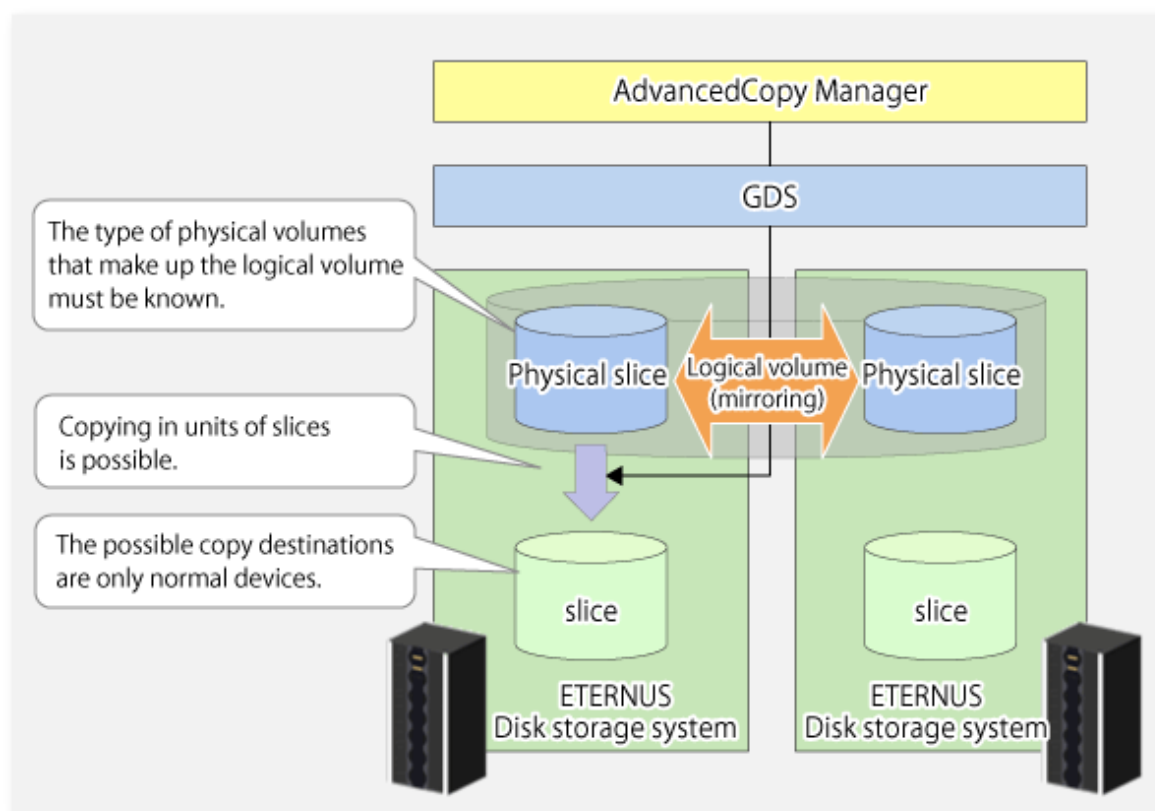 AdvancedCopy Manager
GDS
The type of physical volumes
that make up the logical volume
must be known.
Physical slice
Logical volume
(mirroring)
Physical slice
Copying in units of slices
is possible.
The possible copy destinations
are only normal devices.
slice
slice
ETERNUS
Disk storage system
ETERNUS
Disk storage system